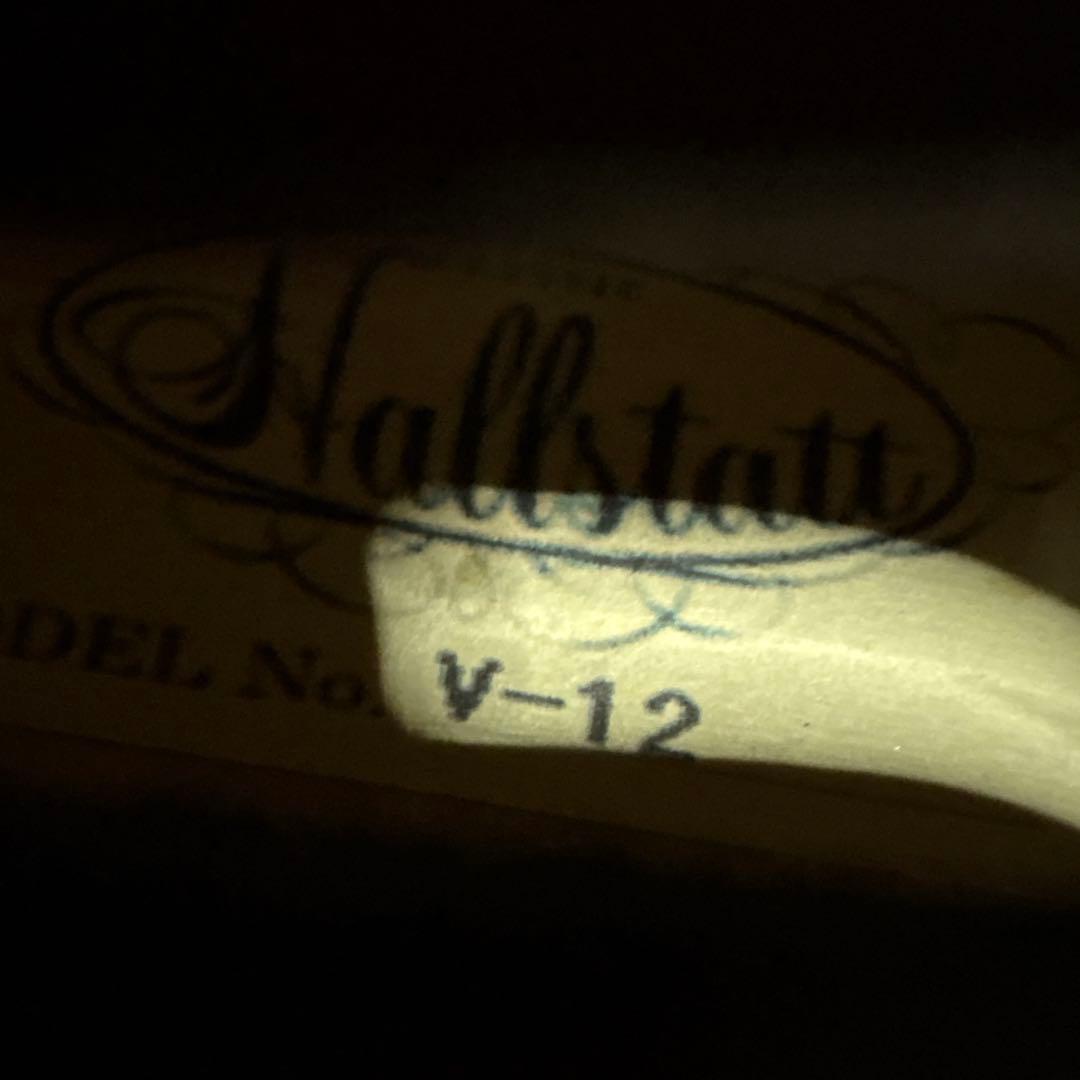 Hallstatt
DEL No. V-12